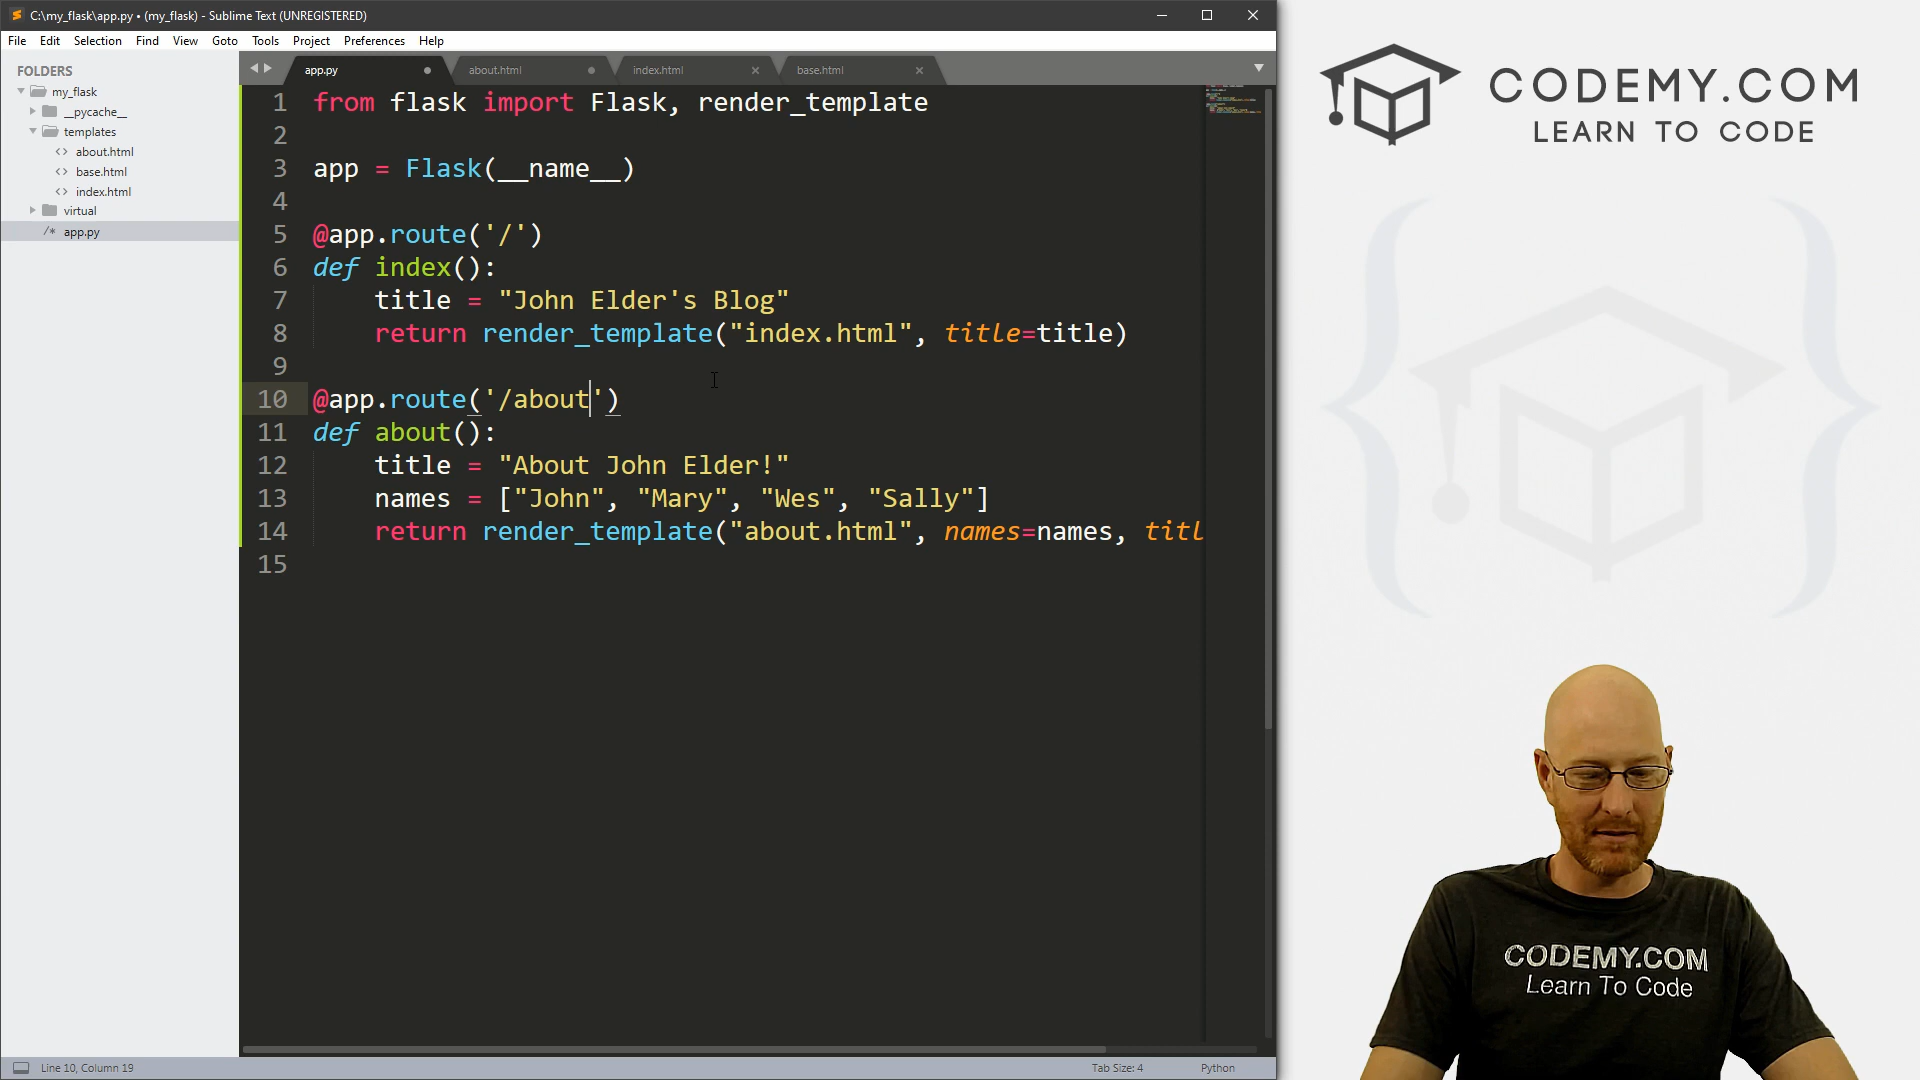 C:\my_flask\app.py • (my_flask) - Sublime Text (UNREGISTERED)
File Edit Selection Find View Goto Tools Project Preferences Help
FOLDERS
my_flask
__pycache__
templates
about.html
base.html
index.html
virtual
app.py
app.py about.html index.html base.html
1 from flask import Flask, render_template
2
3 app = Flask(__name__)
4
5 @app.route('/')
6 def index():
7 title = "John Elder's Blog"
8 return render_template("index.html", title=title)
9
10 @app.route('/about')
11 def about():
12 title = "About John Elder!"
13 names = ["John", "Mary", "Wes", "Sally"]
14 return render_template("about.html", names=names, titl
15
Line 10, Column 19
Tab Size: 4
Python
CODEMY.COM
LEARN TO CODE
CODEMY.COM
Learn To Code